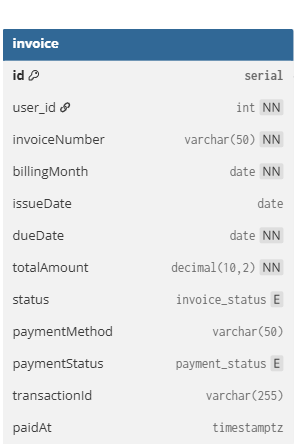 invoice
id serial
user_id int NN
invoiceNumber varchar(50) NN
billingMonth date NN
issueDate date
dueDate date NN
totalAmount decimal(10,2) NN
status invoice_status E
paymentMethod varchar(50)
paymentStatus payment_status E
transactionId varchar(255)
paidAt timestamptz